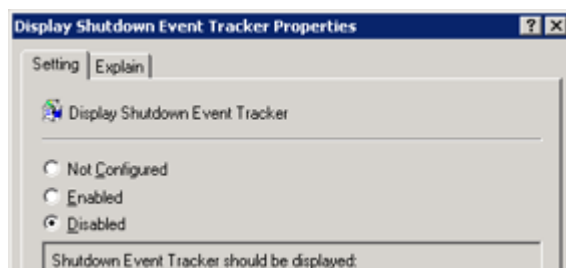 Display Shutdown Event Tracker Properties ? X
Setting Explain
Display Shutdown Event Tracker
Not Configured
Enabled
Disabled
Shutdown Event Tracker should be displayed: